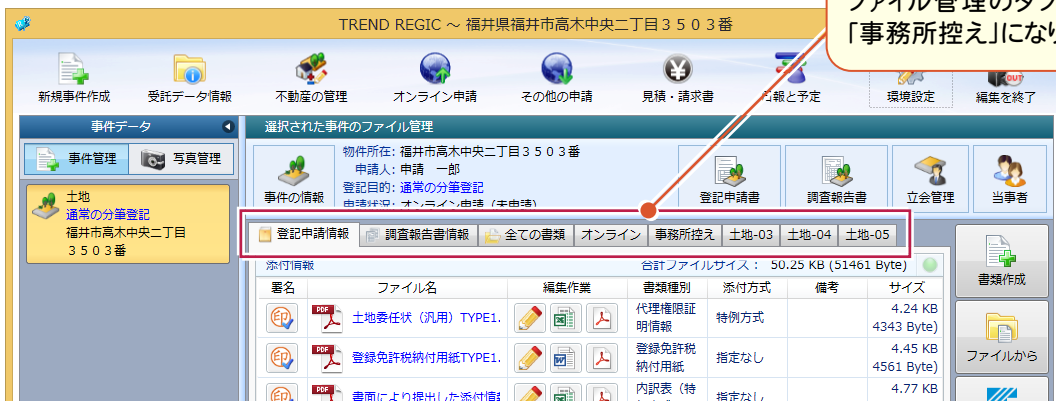 ファイル管理のタブ
「事務所控え」になり
TREND REGIC ～ 福井県福井市高木中央二丁目３５０３番
新規事件作成
受託データ情報
不動産の管理
オンライン申請
その他の申請
見積・請求書
報と予定
環境設定
編集を終了
事件データ
選択された事件のファイル管理
事件管理
写真管理
土地
通常の分筆登記
福井市高木中央二丁目
３５０３番
事件の情報
物件所在: 福井市高木中央二丁目３５０３番
申請人: 申請 一郎
登記目的: 通常の分筆登記
申請状況: オンライン申請（未申請）
登記申請書
調査報告書
立会管理
当事者
登記申請情報
調査報告書情報
全ての書類
オンライン
事務所控え
土地-03
土地-04
土地-05
添付情報
合計ファイルサイズ： 50.25 KB (51461 Byte)
署名
ファイル名
編集作業
書類種別
添付方式
備考
サイズ
土地委任状（汎用）TYPE1.
代理権限証
明情報
特例方式
4.24 KB
4343 Byte)
登録免許税納付用紙TYPE1.
登録免許税
納付用紙
指定なし
4.45 KB
4561 Byte)
書面により提出した添付情
内訳表（特
指定なし
4.77 KB
書類作成
ファイルから